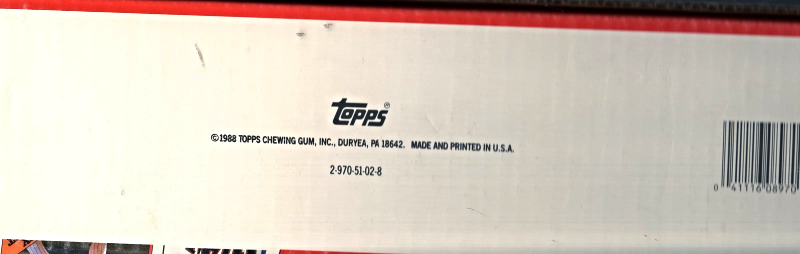 Topps®
©1988 TOPPS CHEWING GUM, INC., DURYEA, PA 18642. MADE AND PRINTED IN U.S.A.
2-970-51-02-8
0 41116 08970